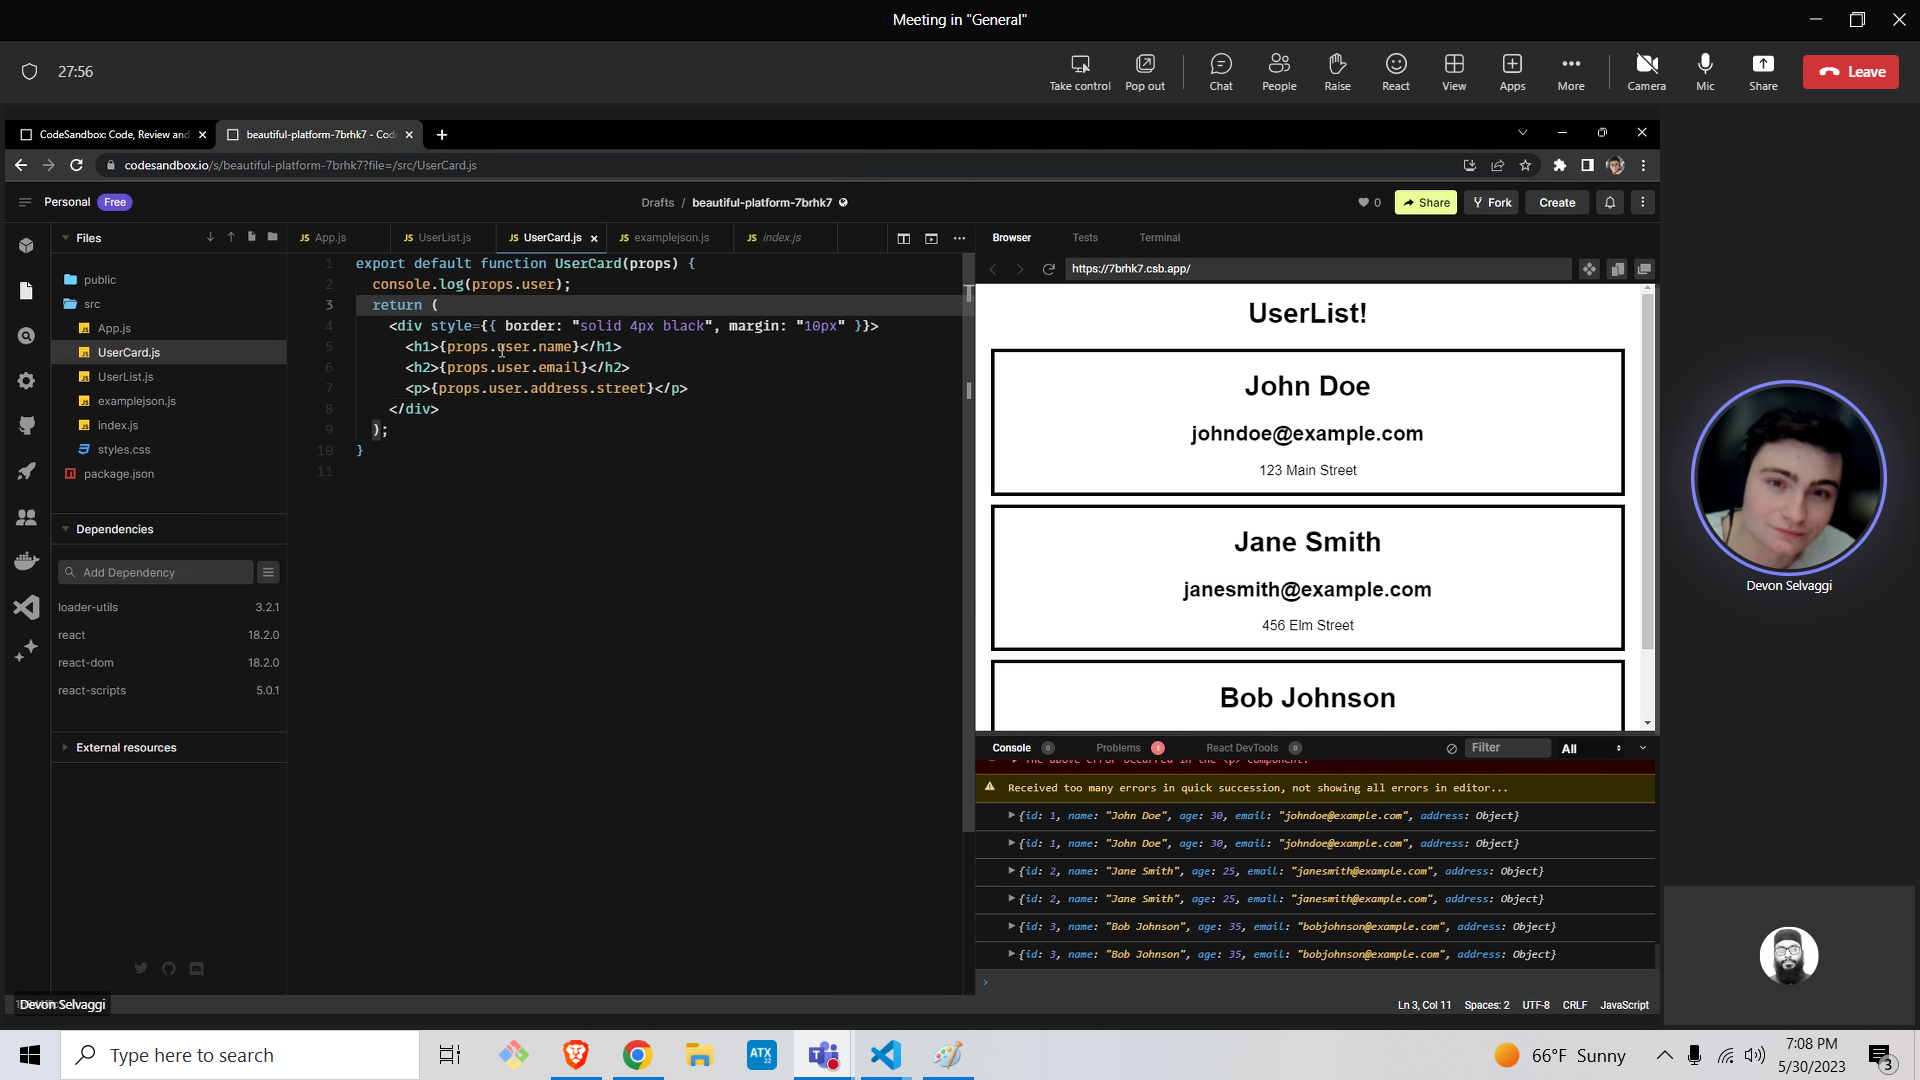 Meeting in "General"
27:56
Take control
Pop out
Chat
People
Raise
React
View
Apps
More
Camera
Mic
Share
Leave
CodeSandbox: Code, Review and
beautiful-platform-7brhk7 - Cod
codesandbox.io/s/beautiful-platform-7brhk7?file=/src/UserCard.js
Personal Free
Drafts / beautiful-platform-7brhk7
0
Share
Fork
Create
Files
public
src
App.js
UserCard.js
UserList.js
examplejson.js
index.js
styles.css
package.json
Dependencies
Add Dependency
loader-utils 3.2.1
react 18.2.0
react-dom 18.2.0
react-scripts 5.0.1
External resources
JS App.js
JS UserList.js
JS UserCard.js
JS examplejson.js
JS index.js
1 export default function UserCard(props) {
2 console.log(props.user);
3 return (
4 <div style={{ border: "solid 4px black", margin: "10px" }}>
5 <h1>{props.user.name}</h1>
6 <h2>{props.user.email}</h2>
7 <p>{props.user.address.street}</p>
8 </div>
9 );
10 }
11
Browser Tests Terminal
https://7brhk7.csb.app/
UserList!
John Doe
johndoe@example.com
123 Main Street
Jane Smith
janesmith@example.com
456 Elm Street
Bob Johnson
Console 0 Problems 1 React DevTools 0
Filter
All
The above error occurred in the <p> component:
Received too many errors in quick succession, not showing all errors in editor...
{id: 1, name: "John Doe", age: 30, email: "johndoe@example.com", address: Object}
{id: 1, name: "John Doe", age: 30, email: "johndoe@example.com", address: Object}
{id: 2, name: "Jane Smith", age: 25, email: "janesmith@example.com", address: Object}
{id: 2, name: "Jane Smith", age: 25, email: "janesmith@example.com", address: Object}
{id: 3, name: "Bob Johnson", age: 35, email: "bobjohnson@example.com", address: Object}
{id: 3, name: "Bob Johnson", age: 35, email: "bobjohnson@example.com", address: Object}
Ln 3, Col 11 Spaces: 2 UTF-8 CRLF JavaScript
Devon Selvaggi
Devon Selvaggi
Type here to search
ATX
22
66°F Sunny
7:08 PM
5/30/2023
3